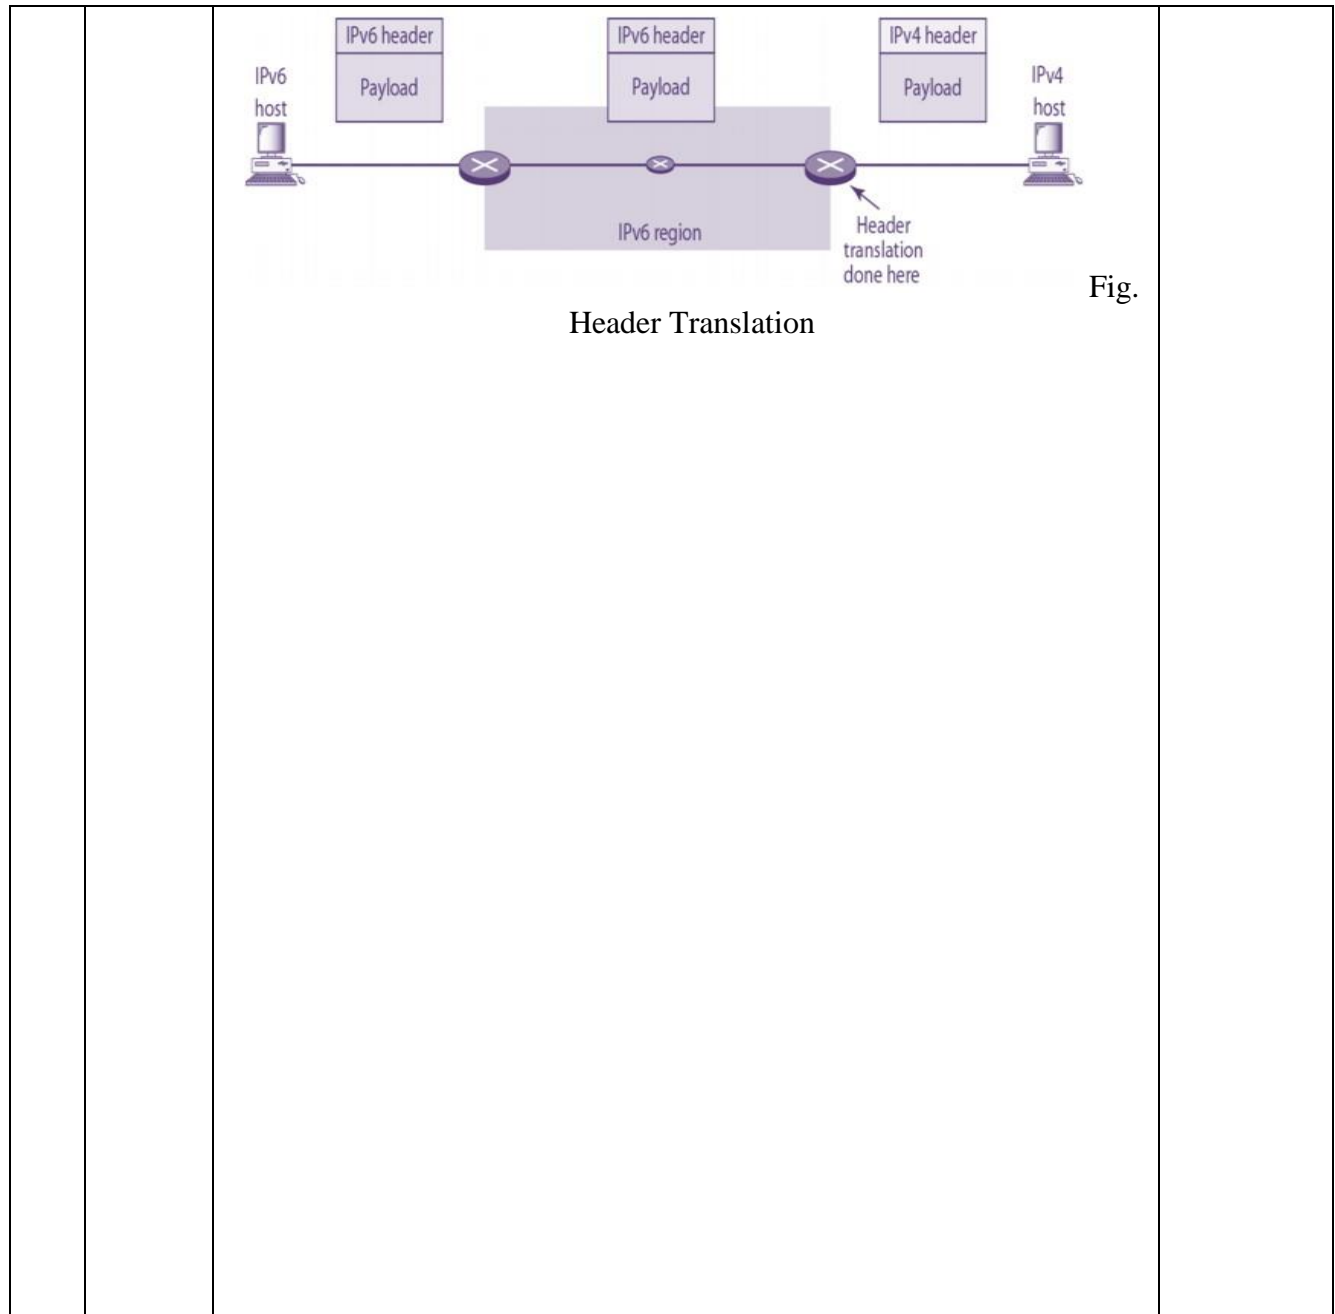 IPv6 header
Payload
IPv6 header
Payload
IPv4 header
Payload
IPv6
host
IPv4
host
IPv6 region
Header
translation
done here
Fig.
Header Translation